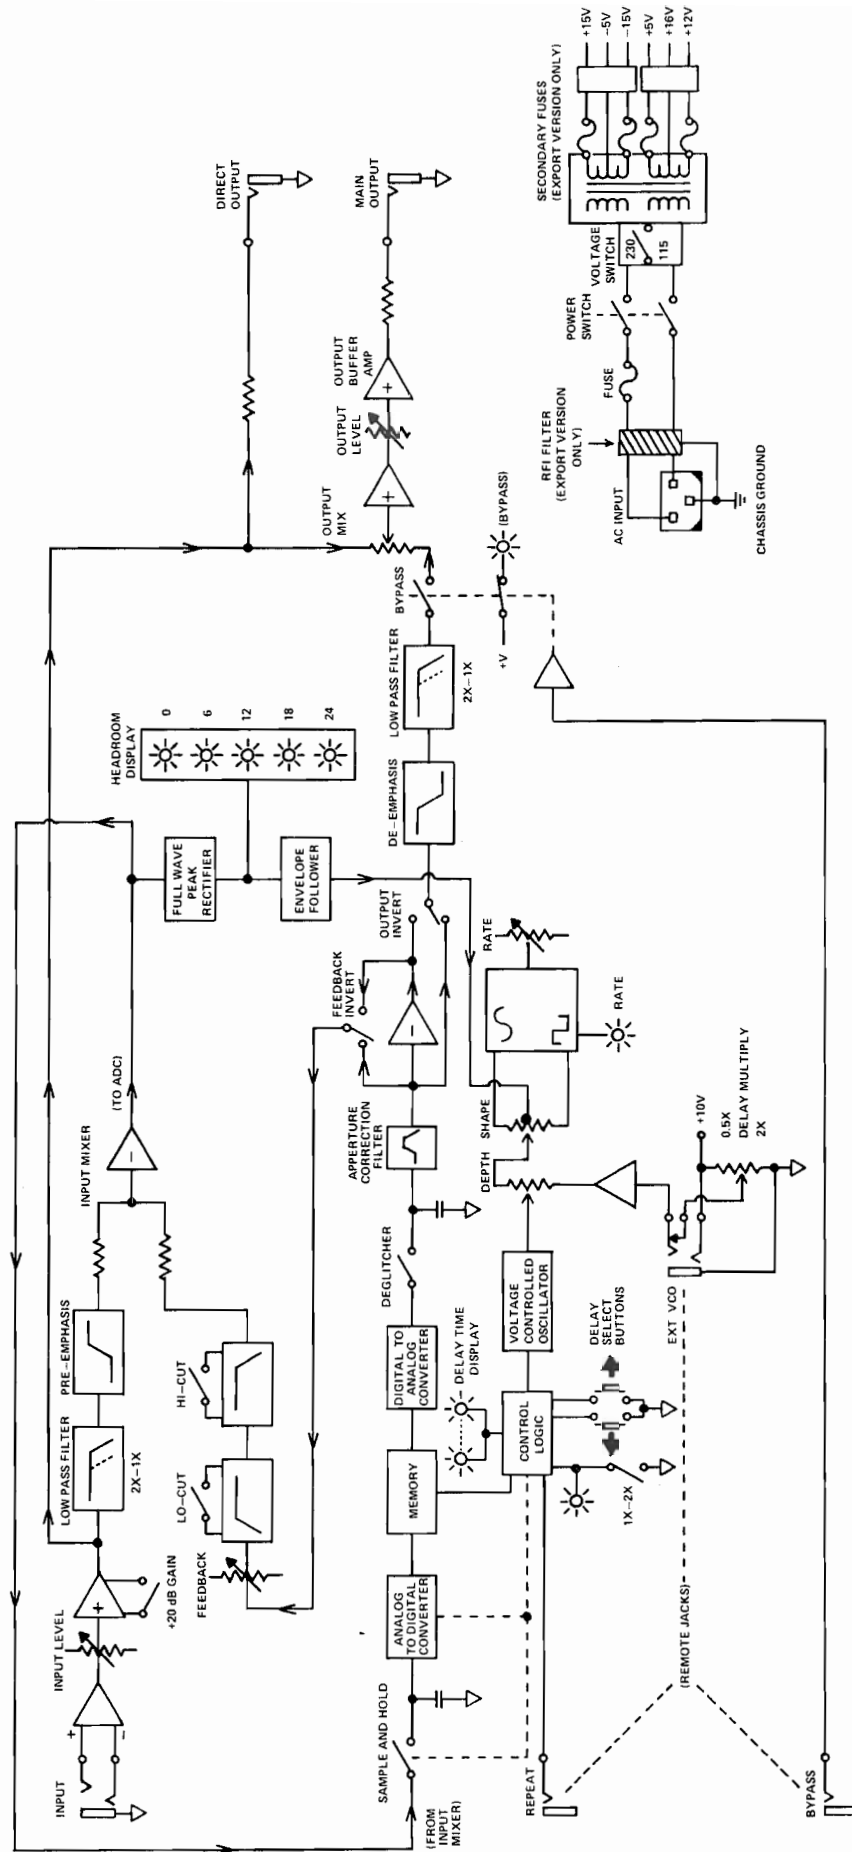 INPUT
+
−
INPUT LEVEL
+
+20 dB GAIN
LOW PASS FILTER
2X−1X
PRE−EMPHASIS
INPUT MIXER
−
(TO ADC)
FEEDBACK
LO−CUT
HI−CUT
FULL WAVE
PEAK
RECTIFIER
ENVELOPE
FOLLOWER
HEADROOM
DISPLAY
0
6
12
18
24
DIRECT
OUTPUT
OUTPUT
MIX
+
OUTPUT
LEVEL
OUTPUT
BUFFER
AMP
+
MAIN
OUTPUT
(FROM
INPUT
MIXER)
SAMPLE AND HOLD
ANALOG
TO DIGITAL
CONVERTER
MEMORY
DIGITAL TO
ANALOG
CONVERTER
DEGLITCHER
APPERTURE
CORRECTION
FILTER
FEEDBACK
INVERT
−
OUTPUT
INVERT
DE−EMPHASIS
LOW PASS FILTER
2X−1X
BYPASS
+V
(BYPASS)
DELAY TIME
DISPLAY
CONTROL
LOGIC
VOLTAGE
CONTROLLED
OSCILLATOR
DEPTH
SHAPE
RATE
RATE
1X−2X
DELAY
SELECT
BUTTONS
EXT VCO
+10V
0.5X
DELAY MULTIPLY
2X
REPEAT
(REMOTE JACKS)
BYPASS
AC INPUT
RFI FILTER
(EXPORT VERSION
ONLY)
CHASSIS GROUND
FUSE
POWER
SWITCH
VOLTAGE
SWITCH
230
115
SECONDARY FUSES
(EXPORT VERSION ONLY)
+15V
−5V
−15V
+5V
+16V
+12V